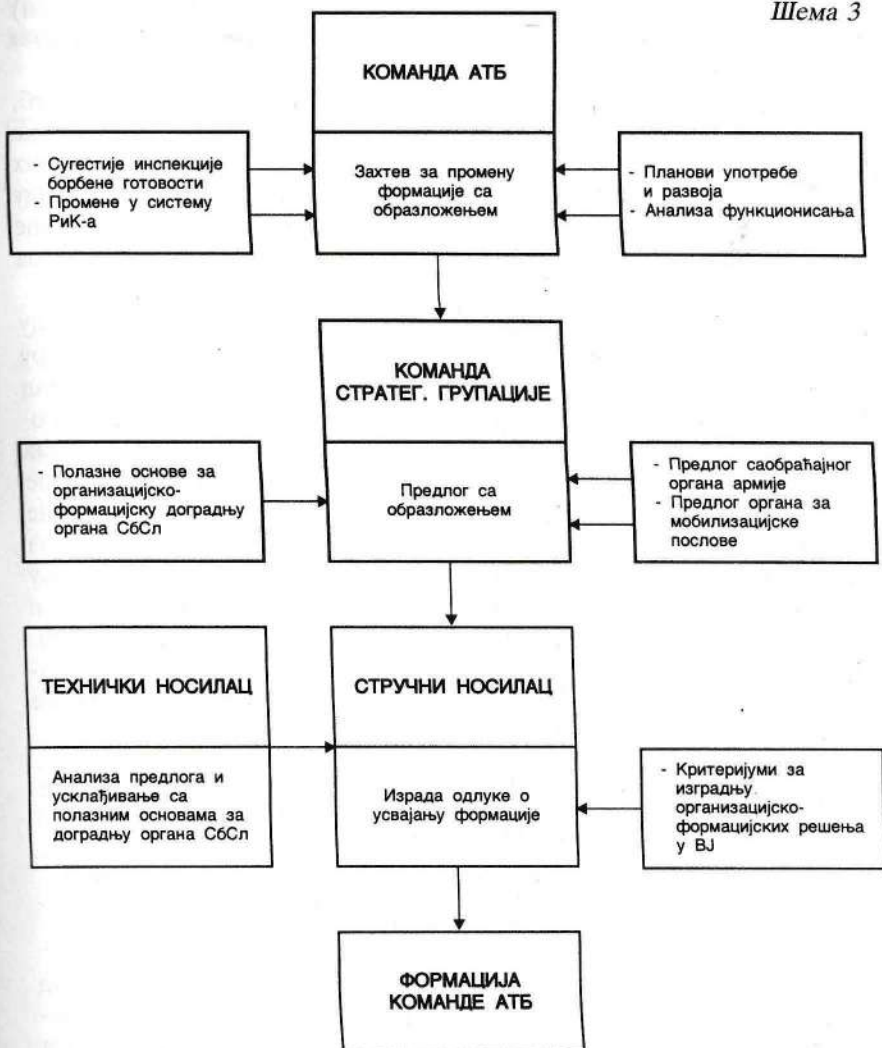 Шема 3
КОМАНДА АТБ
- Сугестије инспекције
борбене готовости
- Промене у систему
РиК-а
Захтев за промену
формације са
образложењем
- Планови употребе
и развоја
- Анализа функционисања
КОМАНДА
СТРАТЕГ. ГРУПАЦИЈЕ
- Полазне основе за
организацијско-
формацијску доградњу
органа СбСл
Предлог са
образложењем
- Предлог саобраћајног
органа армије
- Предлог органа за
мобилизацијске
послове
ТЕХНИЧКИ НОСИЛАЦ
Анализа предлога и
усклађивање са
полазним основама за
доградњу органа СбСл
СТРУЧНИ НОСИЛАЦ
Израда одлуке о
усвајању формације
- Критеријуми за
изградњу
организацијско-
формацијских решења
у ВЈ
ФОРМАЦИЈА
КОМАНДЕ АТБ